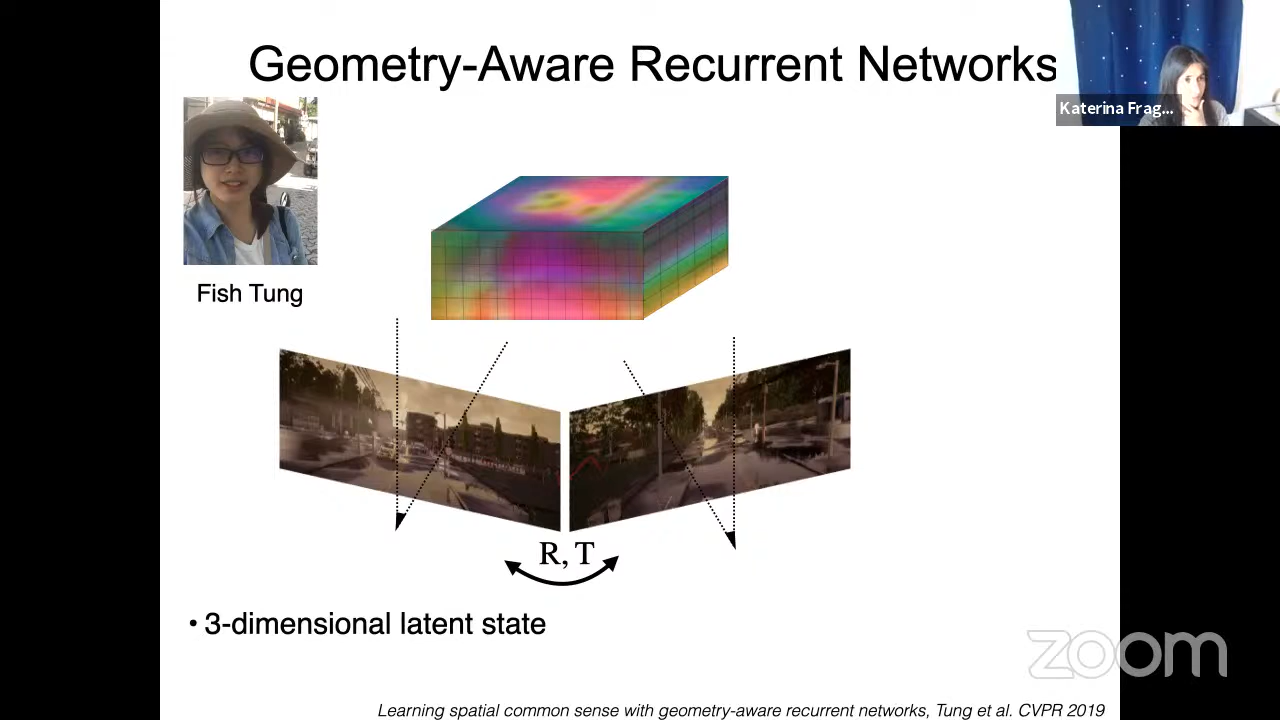 Geometry-Aware Recurrent Networks
Katerina Frag...
Fish Tung
R, T
• 3-dimensional latent state
zoom
Learning spatial common sense with geometry-aware recurrent networks, Tung et al. CVPR 2019